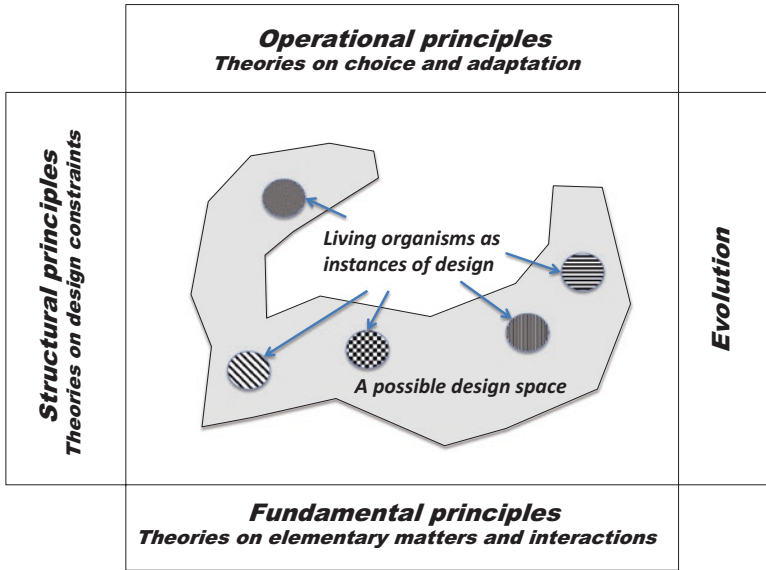 Operational principles
Theories on choice and adaptation
Structural principles
Theories on design constraints
Living organisms as
instances of design
A possible design space
Evolution
Fundamental principles
Theories on elementary matters and interactions